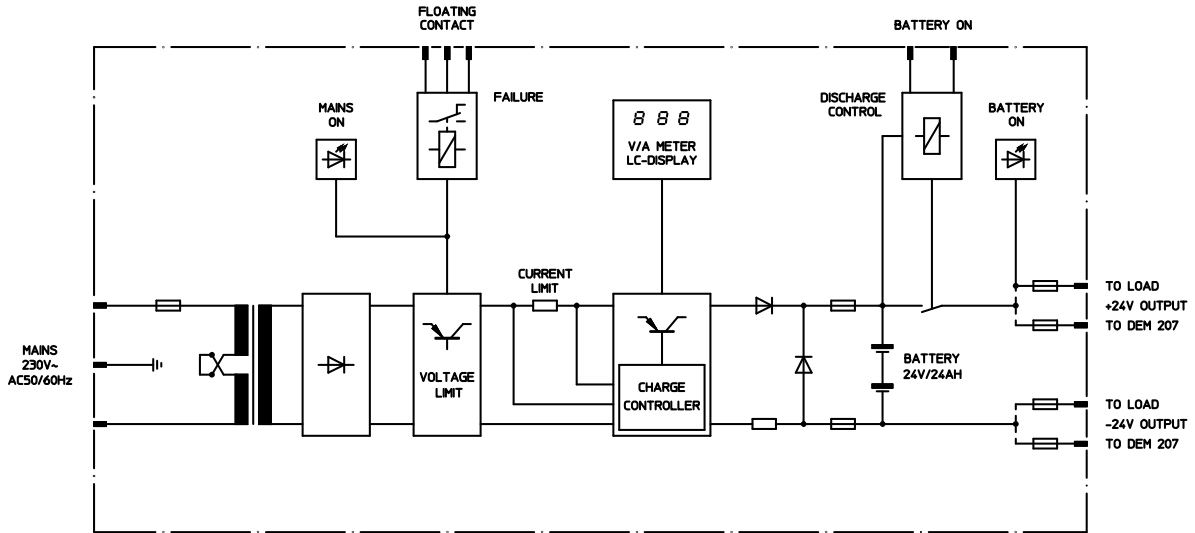 FLOATING
CONTACT
BATTERY ON
FAILURE
MAINS
ON
8 8 8
V/A METER
LC-DISPLAY
DISCHARGE
CONTROL
BATTERY
ON
CURRENT
LIMIT
TO LOAD
+24V OUTPUT
TO DEM 207
MAINS
230V~
AC50/60Hz
VOLTAGE
LIMIT
CHARGE
CONTROLLER
BATTERY
24V/24AH
TO LOAD
-24V OUTPUT
TO DEM 207